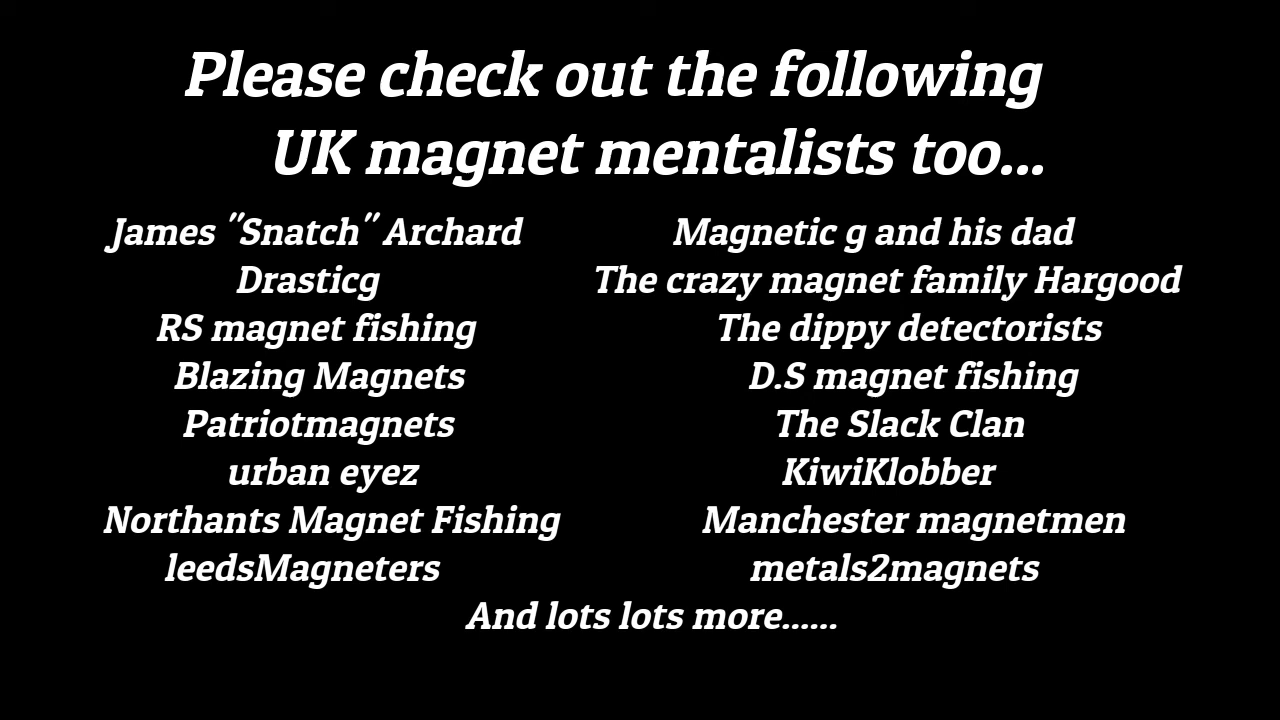 Please check out the following
UK magnet mentalists too...
James "Snatch" Archard Magnetic g and his dad
Drasticg The crazy magnet family Hargood
RS magnet fishing The dippy detectorists
Blazing Magnets D.S magnet fishing
Patriotmagnets The Slack Clan
urban eyez KiwiKlobber
Northants Magnet Fishing Manchester magnetmen
leedsMagneters metals2magnets
And lots lots more......